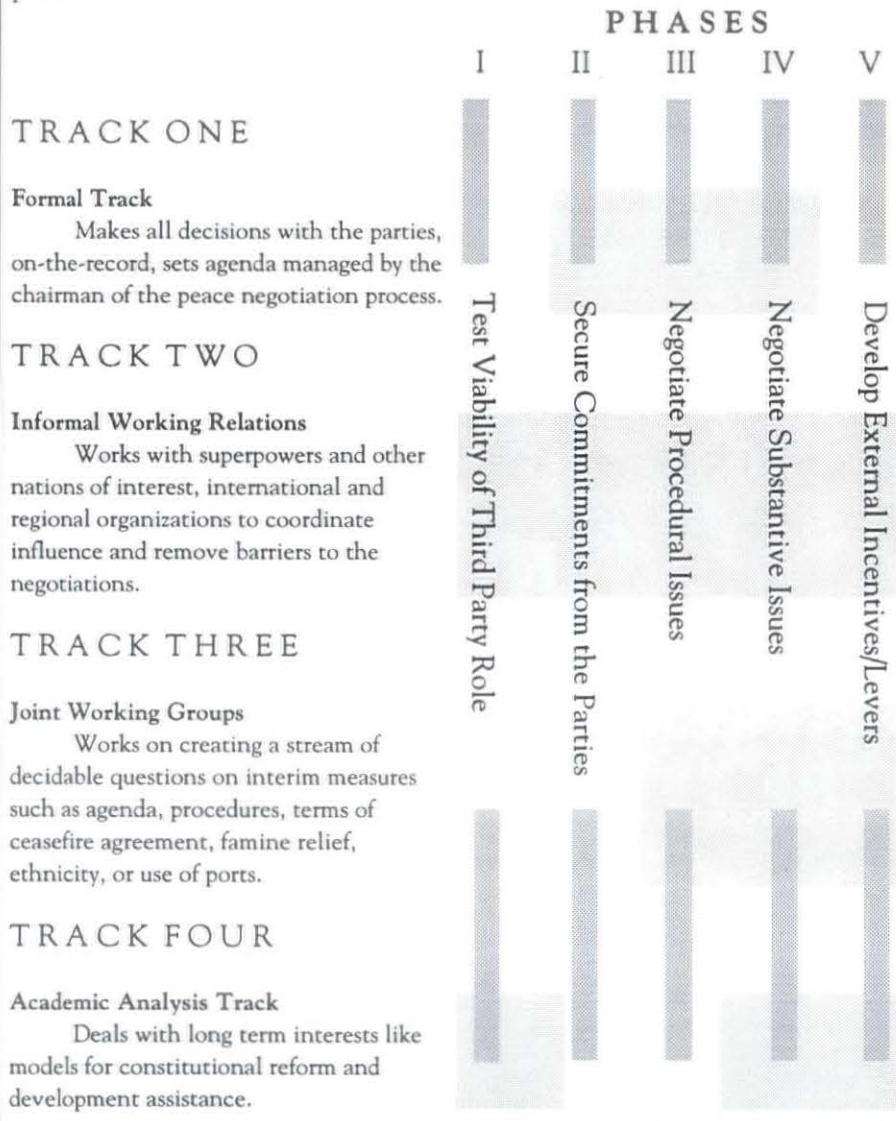 PHASES
I II III IV V
TRACK ONE
Formal Track
Makes all decisions with the parties,
on-the-record, sets agenda managed by the
chairman of the peace negotiation process.
TRACK TWO
Informal Working Relations
Works with superpowers and other
nations of interest, international and
regional organizations to coordinate
influence and remove barriers to the
negotiations.
TRACK THREE
Joint Working Groups
Works on creating a stream of
decidable questions on interim measures
such as agenda, procedures, terms of
ceasefire agreement, famine relief,
ethnicity, or use of ports.
TRACK FOUR
Academic Analysis Track
Deals with long term interests like
models for constitutional reform and
development assistance.
Test Viability of Third Party Role
Secure Commitments from the Parties
Negotiate Procedural Issues
Negotiate Substantive Issues
Develop External Incentives/Levers